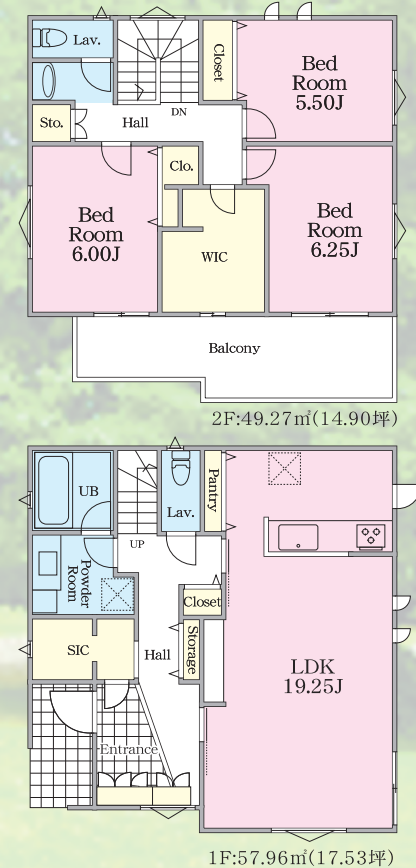 Lav.
Closet
Bed
Room
5.50J
Sto.
Hall
DN
Clo.
Bed
Room
6.00J
WIC
Bed
Room
6.25J
Balcony
2F:49.27㎡(14.90坪)
UB
Lav.
Pantry
UP
Powder
Room
Closet
SIC
Hall
Storage
LDK
19.25J
Entrance
1F:57.96㎡(17.53坪)